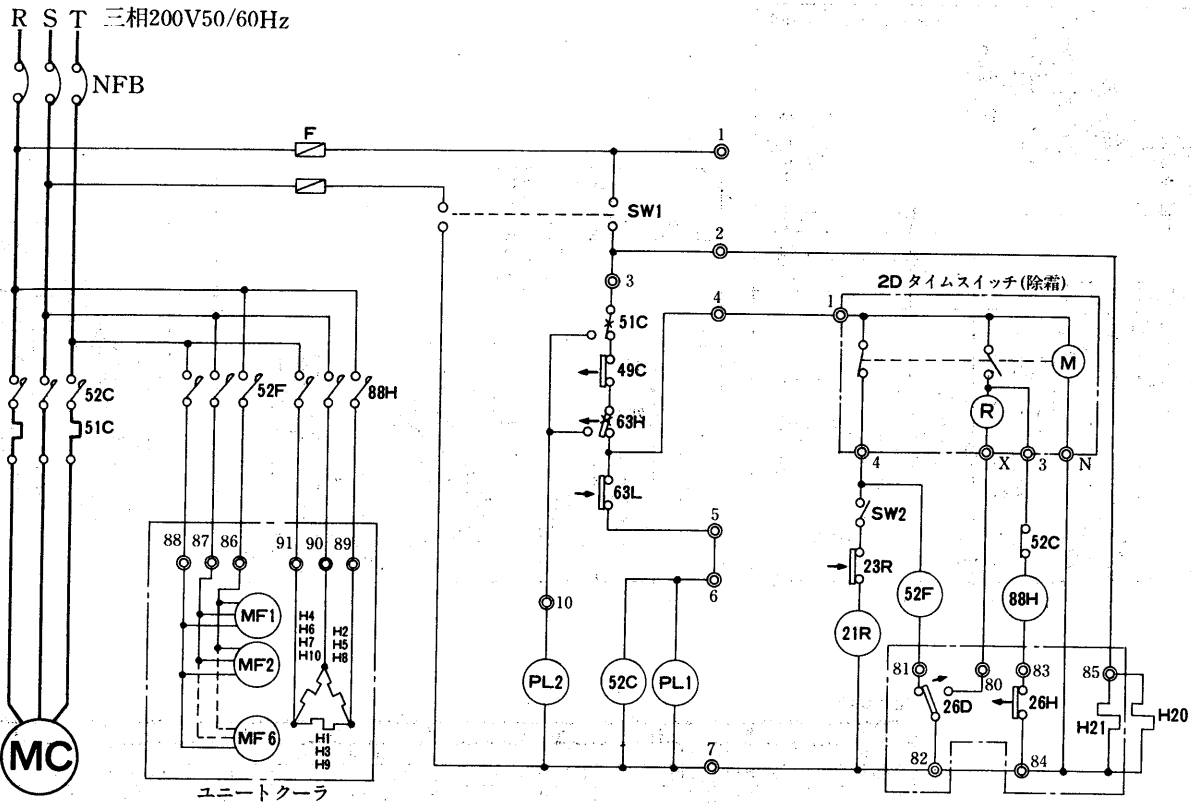 R S T 三相200V50/60Hz
NFB
F
1
SW1
2
3
4
2D タイムスイッチ(除霜)
1
51C
49C
63H
M
R
52C
51C
52F
88H
63L
4
X
3
N
SW2
5
6
23R
52C
88
87
86
91
90
89
MF1
MF2
MF6
H4
H6
H7
H10
H2
H5
H8
H1
H3
H9
10
52F
88H
21R
PL2
52C
PL1
81
80
83
85
26D
26H
H21
H20
7
82
84
MC
ユニートクーラ